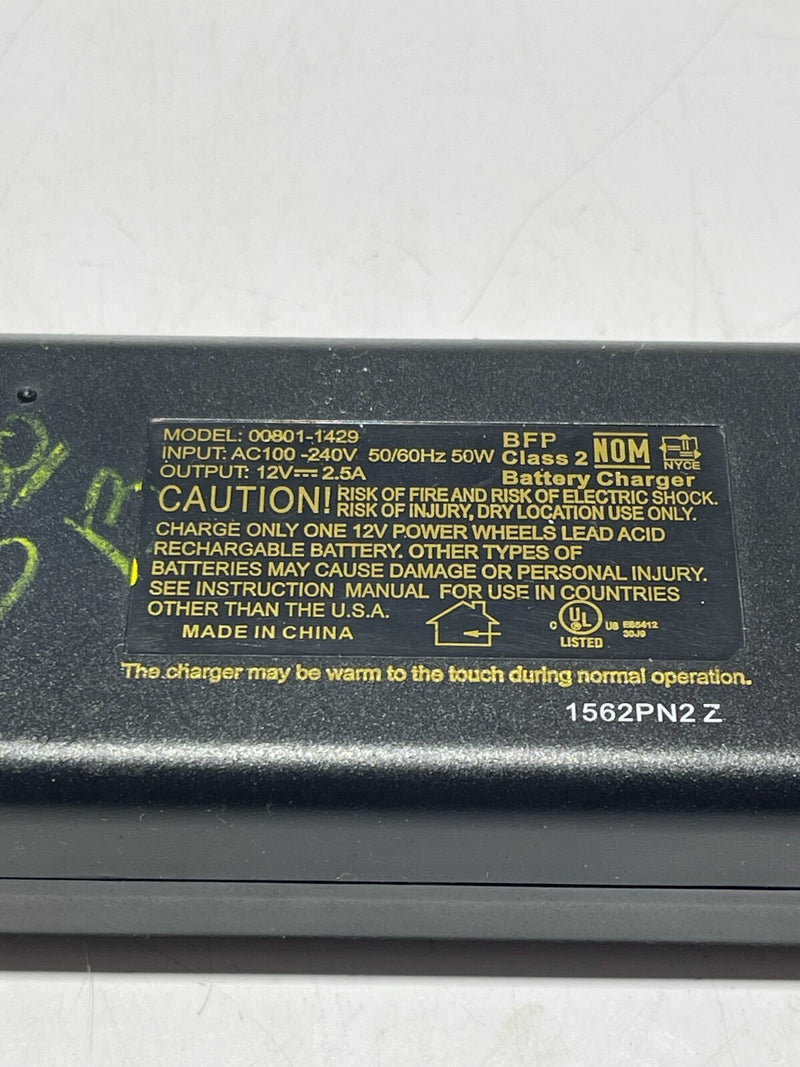 MODEL: 00801-1429
INPUT: AC100 -240V 50/60Hz 50W
OUTPUT: 12V⎓ 2.5A
BFP
Class 2
Battery Charger
NOM
NYCE
CAUTION! RISK OF FIRE AND RISK OF ELECTRIC SHOCK.
RISK OF INJURY, DRY LOCATION USE ONLY.
CHARGE ONLY ONE 12V POWER WHEELS LEAD ACID
RECHARGABLE BATTERY. OTHER TYPES OF
BATTERIES MAY CAUSE DAMAGE OR PERSONAL INJURY.
SEE INSTRUCTION MANUAL FOR USE IN COUNTRIES
OTHER THAN THE U.S.A.
MADE IN CHINA
C UL US
LISTED
30J9
The charger may be warm to the touch during normal operation.
1562PN2 Z